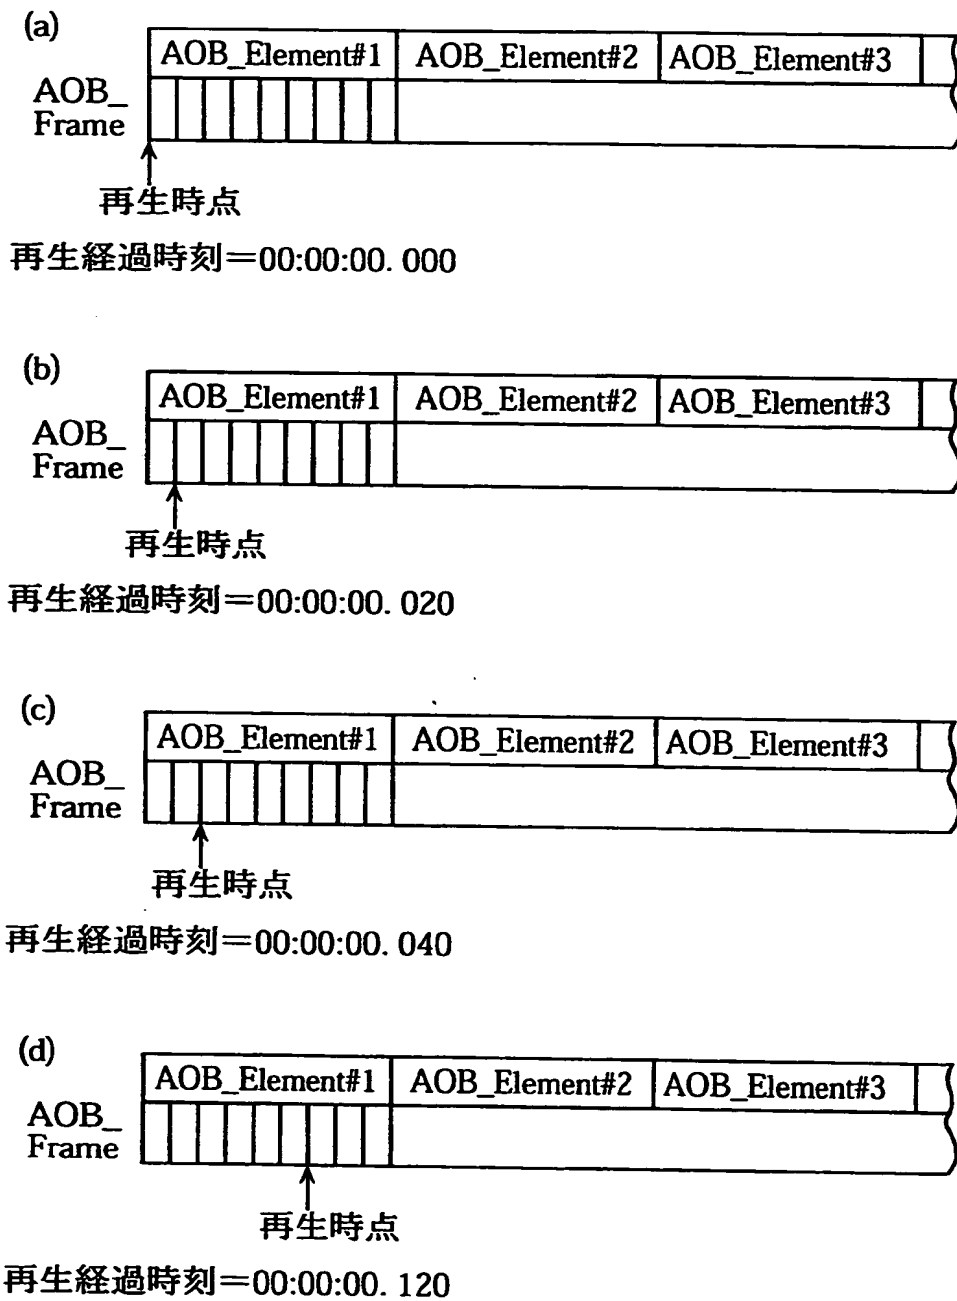 (a)
AOB_Element#1 AOB_Element#2 AOB_Element#3
AOB_
Frame
再生時点
再生経過時刻=00:00:00. 000
(b)
AOB_Element#1 AOB_Element#2 AOB_Element#3
AOB_
Frame
再生時点
再生経過時刻=00:00:00. 020
(c)
AOB_Element#1 AOB_Element#2 AOB_Element#3
AOB_
Frame
再生時点
再生経過時刻=00:00:00. 040
(d)
AOB_Element#1 AOB_Element#2 AOB_Element#3
AOB_
Frame
再生時点
再生経過時刻=00:00:00. 120